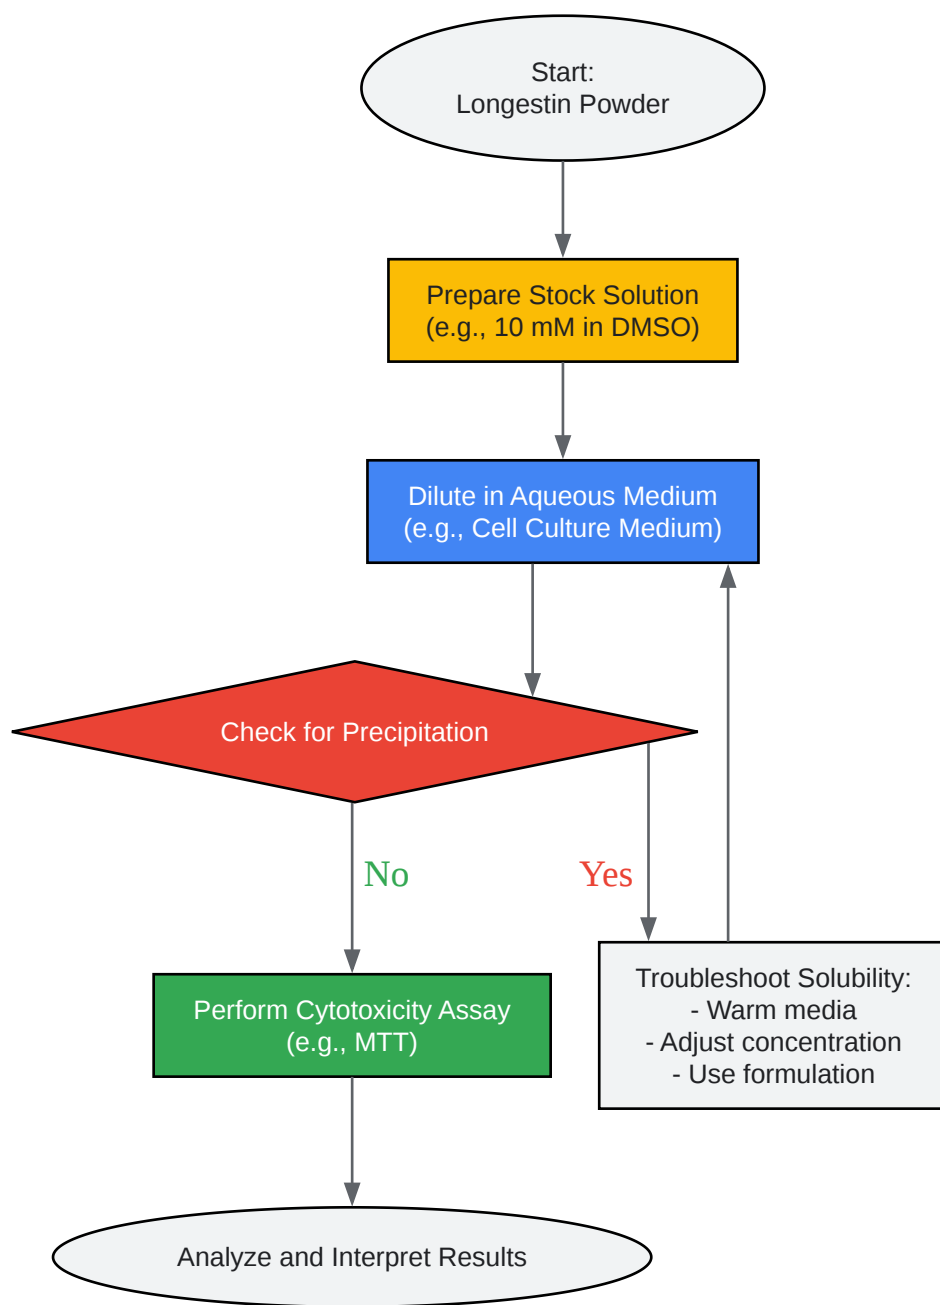 Start:
Longestin Powder
Prepare Stock Solution
(e.g., 10 mM in DMSO)
Dilute in Aqueous Medium
(e.g., Cell Culture Medium)
Check for Precipitation
No
Yes
Troubleshoot Solubility:
- Warm media
- Adjust concentration
- Use formulation
Perform Cytotoxicity Assay
(e.g., MTT)
Analyze and Interpret Results